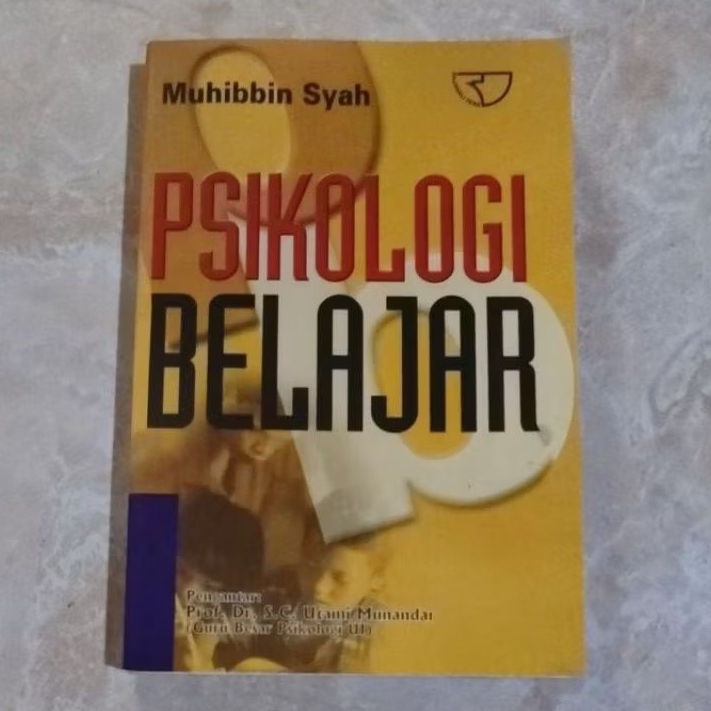 Muhibbin Syah
PSIKOLOGI
BELAJAR
Pengantar:
Prof. Dr. S.C. Utami Munandar
(Guru Besar Psikologi UI)